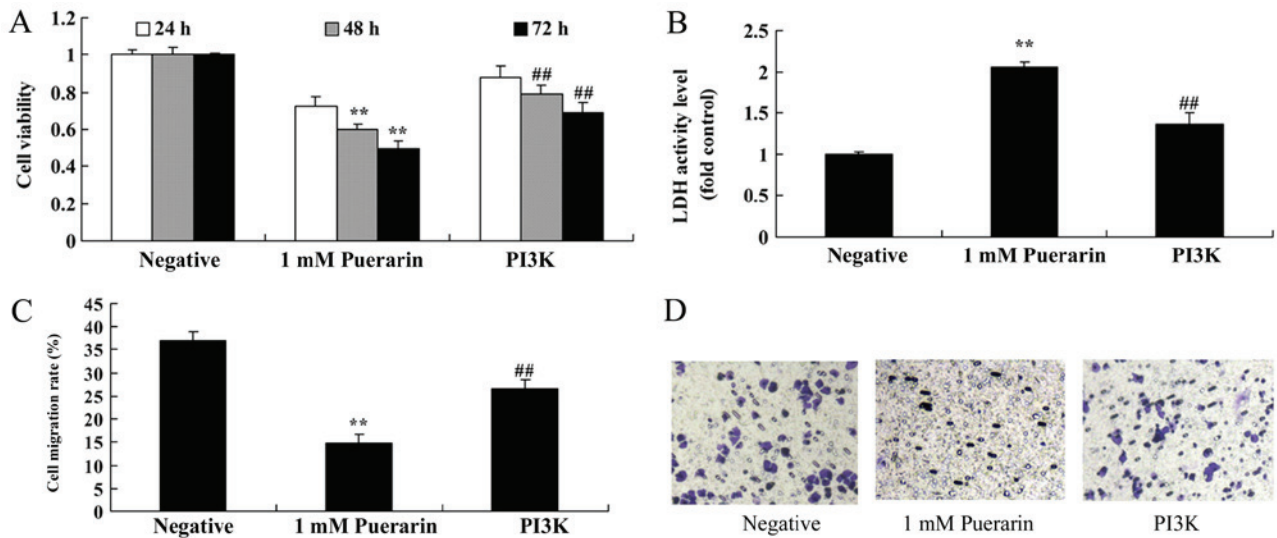 A
24 h 48 h 72 h
1.2
1
0.8
0.6
0.4
0.2
0
Cell viability
** **
## ##
Negative 1 mM Puerarin PI3K
B
2.5
2
1.5
1
0.5
0
LDH activity level
(fold control)
**
##
Negative 1 mM Puerarin PI3K
C
45
40
35
30
25
20
15
10
5
0
Cell migration rate (%)
**
##
Negative 1 mM Puerarin PI3K
D
Negative 1 mM Puerarin PI3K